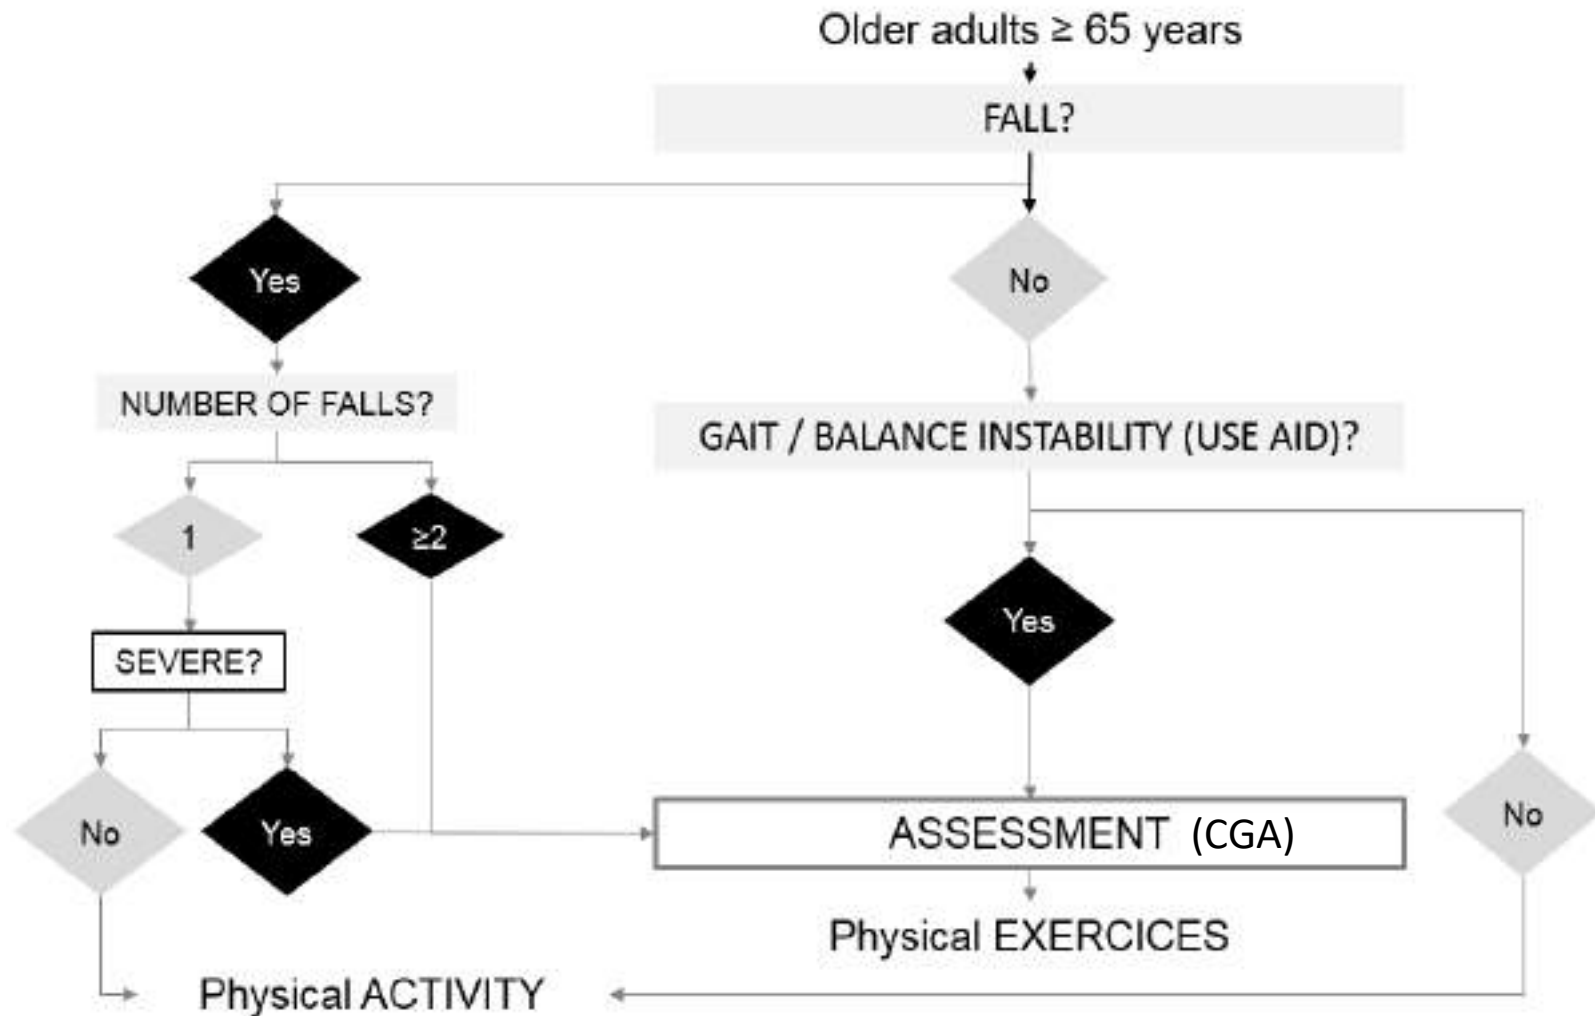 Older adults ≥ 65 years
FALL?
Yes
No
NUMBER OF FALLS?
GAIT / BALANCE INSTABILITY (USE AID)?
1
≥2
Yes
SEVERE?
No
Yes
No
ASSESSMENT (CGA)
Physical EXERCICES
Physical ACTIVITY